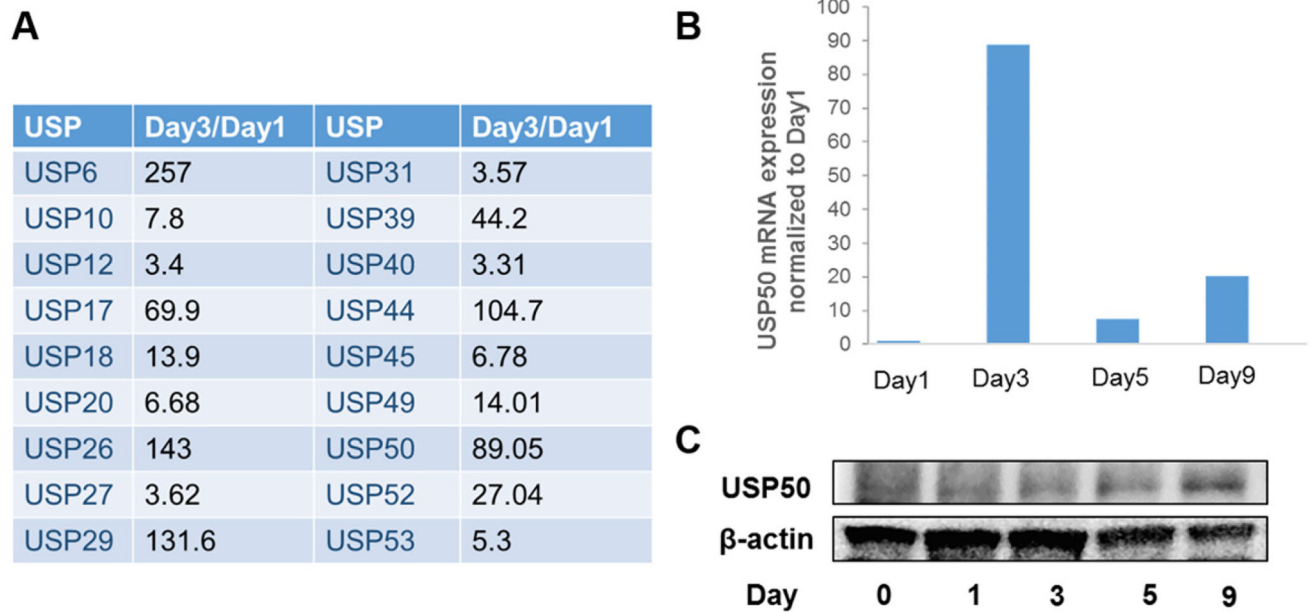 A
USP Day3/Day1 USP Day3/Day1
USP6 257 USP31 3.57
USP10 7.8 USP39 44.2
USP12 3.4 USP40 3.31
USP17 69.9 USP44 104.7
USP18 13.9 USP45 6.78
USP20 6.68 USP49 14.01
USP26 143 USP50 89.05
USP27 3.62 USP52 27.04
USP29 131.6 USP53 5.3
B
USP50 mRNA expression
normalized to Day1
100
90
80
70
60
50
40
30
20
10
0
Day1 Day3 Day5 Day9
C
USP50
β-actin
Day 0 1 3 5 9